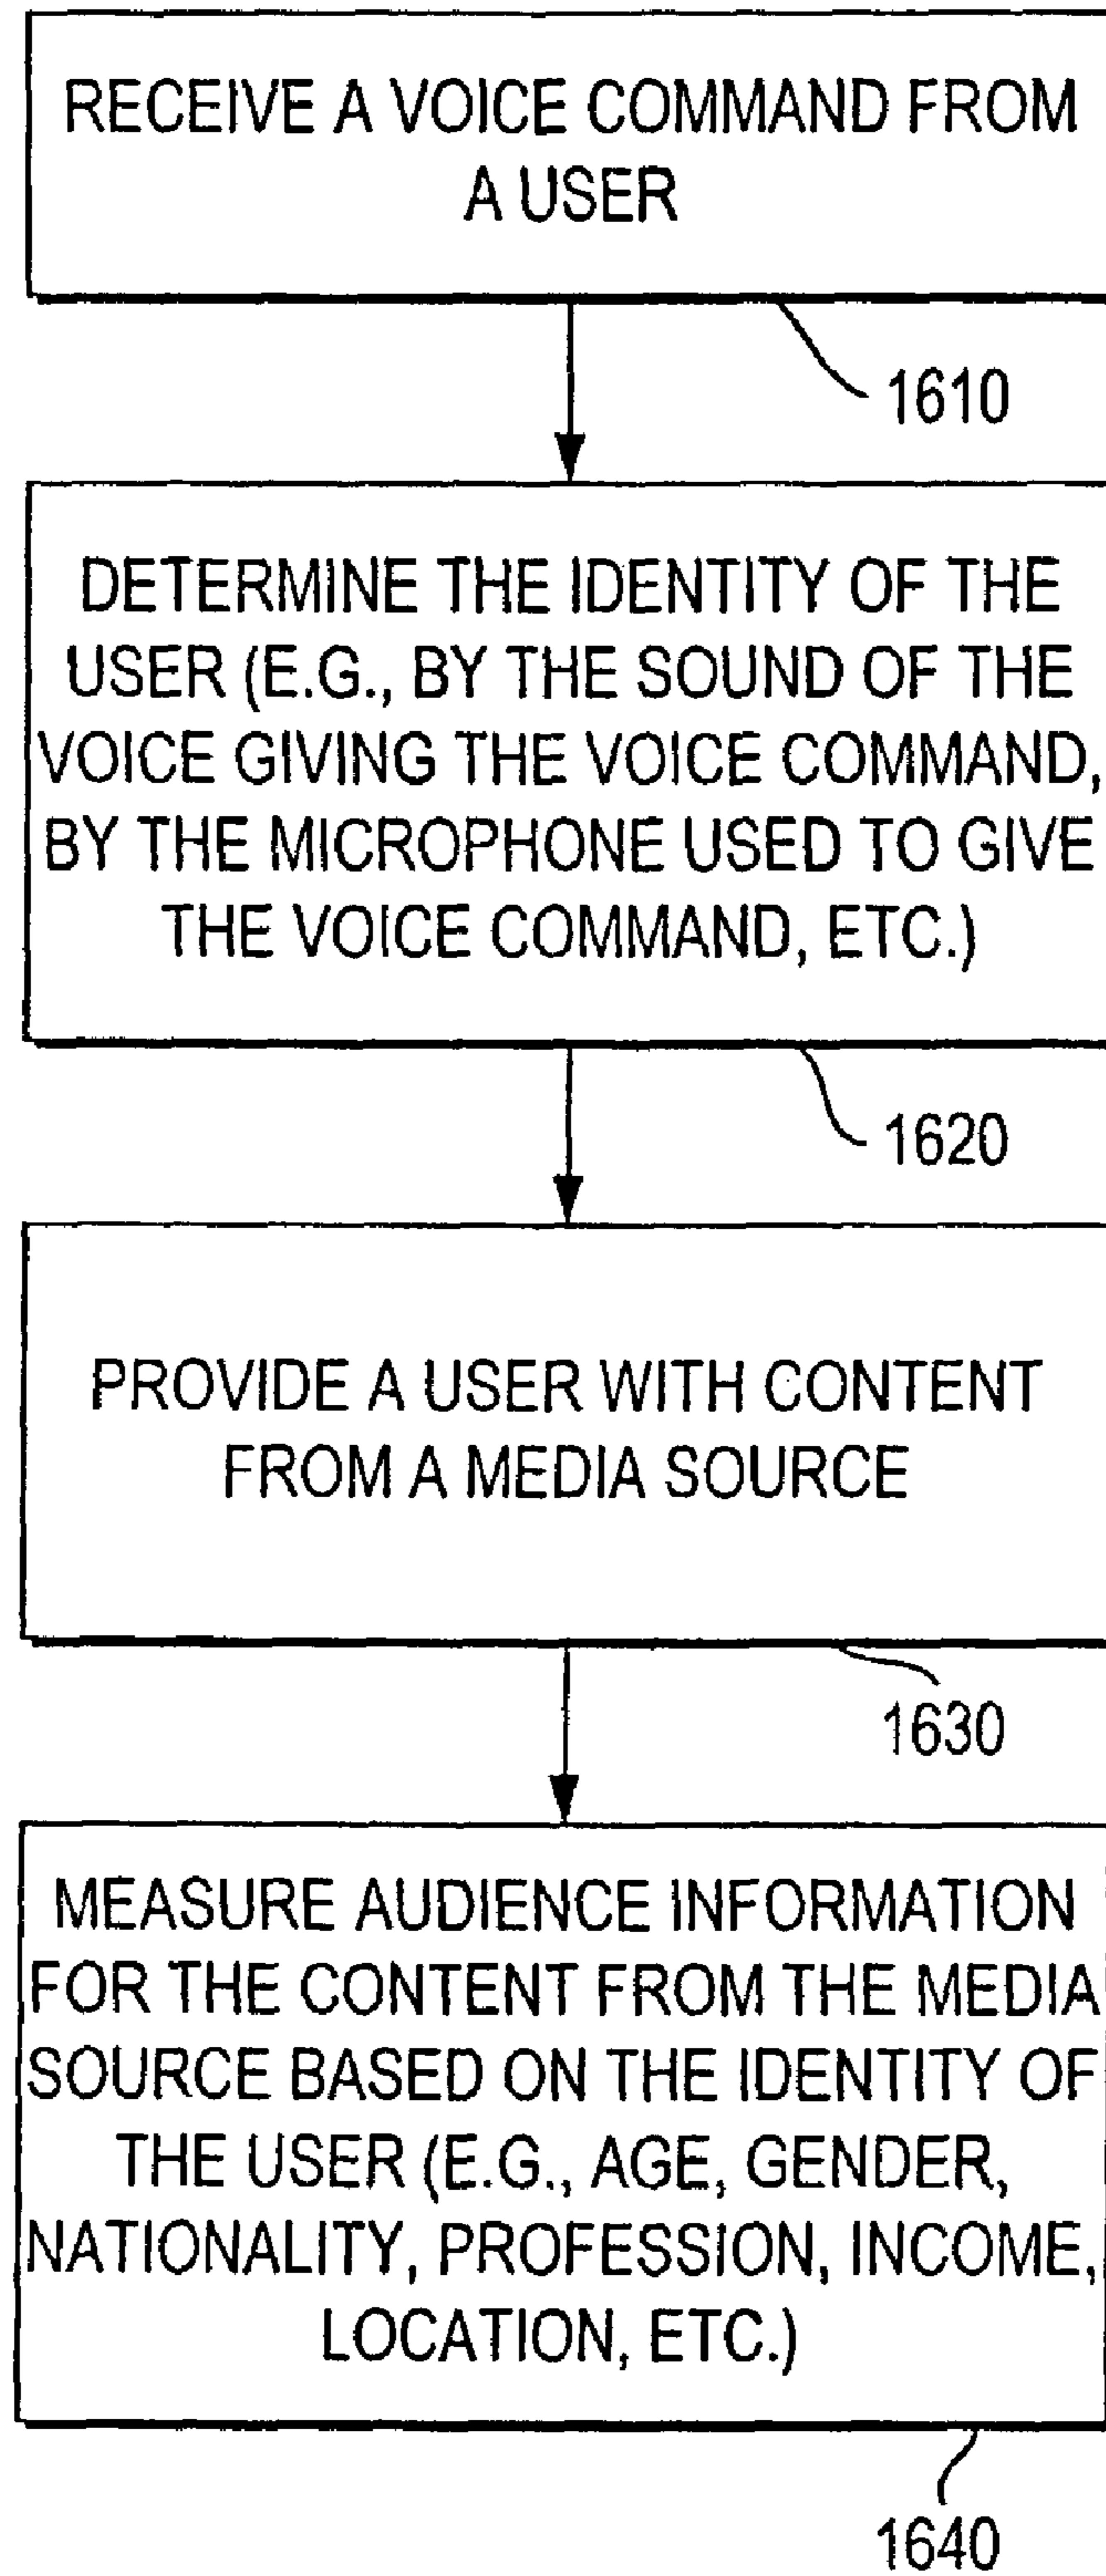 RECEIVE A VOICE COMMAND FROM
A USER
1610
DETERMINE THE IDENTITY OF THE
USER (E.G., BY THE SOUND OF THE
VOICE GIVING THE VOICE COMMAND,
BY THE MICROPHONE USED TO GIVE
THE VOICE COMMAND, ETC.)
1620
PROVIDE A USER WITH CONTENT
FROM A MEDIA SOURCE
1630
MEASURE AUDIENCE INFORMATION
FOR THE CONTENT FROM THE MEDIA
SOURCE BASED ON THE IDENTITY OF
THE USER (E.G., AGE, GENDER,
NATIONALITY, PROFESSION, INCOME,
LOCATION, ETC.)
1640